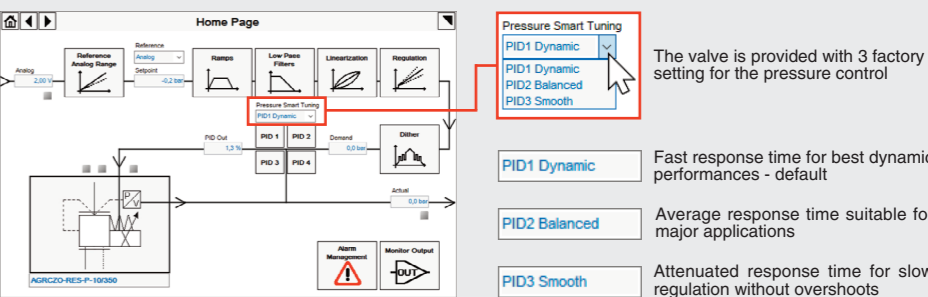 Home Page
Reference
Analog Range
Reference
Analog
Setpoint
-0,2 bar
Analog
2,00 V
Ramps
Low Pass
Filters
Linearization
Regulation
Pressure Smart Tuning
PID1 Dynamic
PID Out
1,3 %
PID 1
PID 2
PID 3
PID 4
Demand
0,0 bar
Dither
Actual
0,0 bar
P/V
AGRCZO-RES-P-10/350
Alarm
Management
Monitor Output
OUT
Pressure Smart Tuning
PID1 Dynamic
PID1 Dynamic
PID2 Balanced
PID3 Smooth
The valve is provided with 3 factory
setting for the pressure control
PID1 Dynamic
Fast response time for best dynamic
performances - default
PID2 Balanced
Average response time suitable for
major applications
PID3 Smooth
Attenuated response time for slow
regulation without overshoots